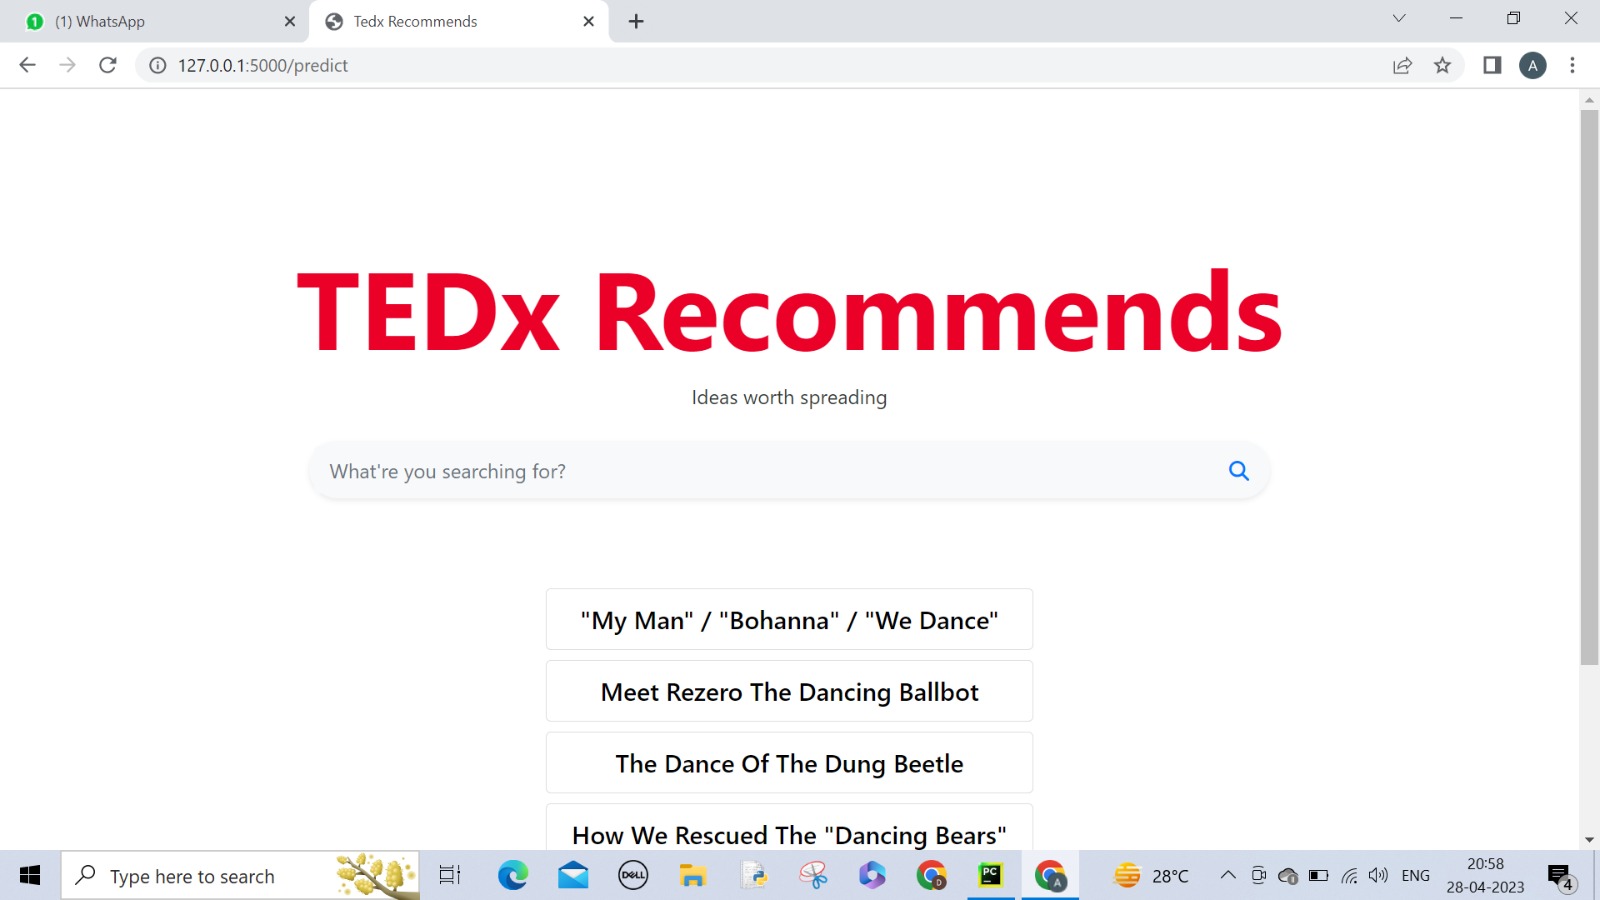 (1) WhatsApp
Tedx Recommends
127.0.0.1:5000/predict
A
TEDx Recommends
Ideas worth spreading
What're you searching for?
"My Man" / "Bohanna" / "We Dance"
Meet Rezero The Dancing Ballbot
The Dance Of The Dung Beetle
How We Rescued The "Dancing Bears"
Type here to search
DELL
D
PC
A
28°C
ENG
20:58
28-04-2023
4